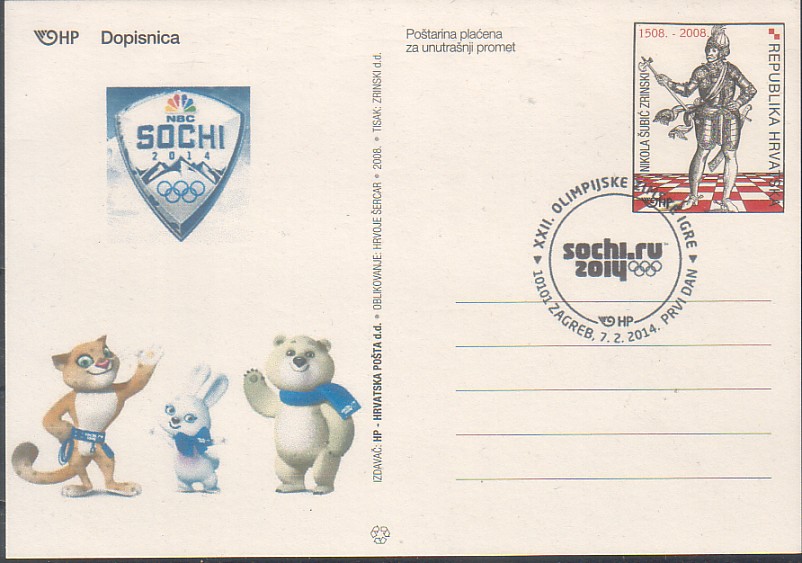 HP Dopisnica
NBC
SOCHI
2014
Poštarina plaćena
za unutrašnji promet
IZDAVAČ: HP - HRVATSKA POŠTA d.d. • OBLIKOVANJE: HRVOJE ŠERCAR • 2008. • TISAK: ZRINSKI d.d.
1508. - 2008.
NIKOLA ŠUBIĆ ZRINSKI
REPUBLIKA HRVATSKA
HP
XXII. OLIMPIJSKE ZIMSKE IGRE
sochi.ru
2014
HP
10101 ZAGREB, 7. 2. 2014. PRVI DAN